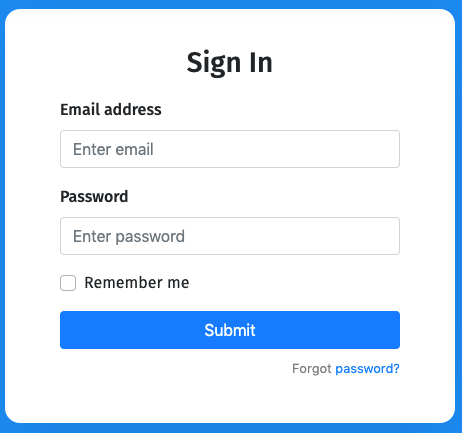 Sign In
Email address
Enter email
Password
Enter password
Remember me
Submit
Forgot password?